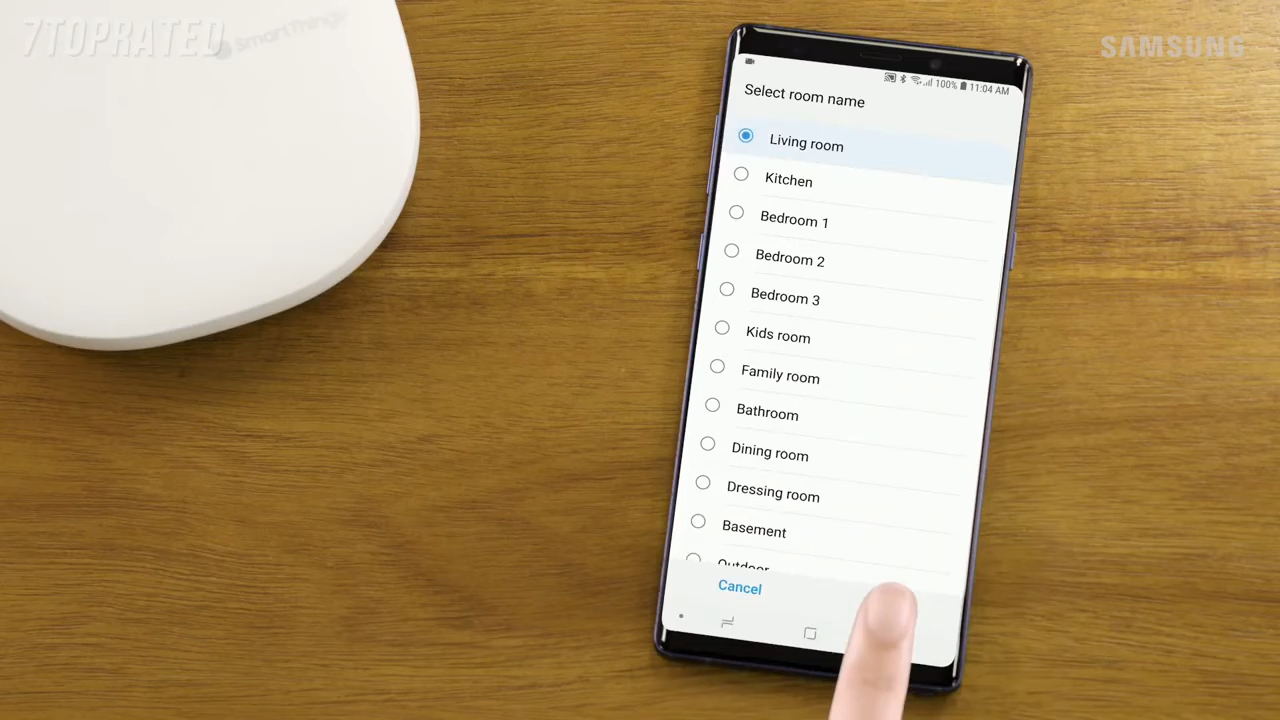 7TOPRATED
SmartThings
SAMSUNG
100% 11:04 AM
Select room name
Living room
Kitchen
Bedroom 1
Bedroom 2
Bedroom 3
Kids room
Family room
Bathroom
Dining room
Dressing room
Basement
Outdoor
Cancel